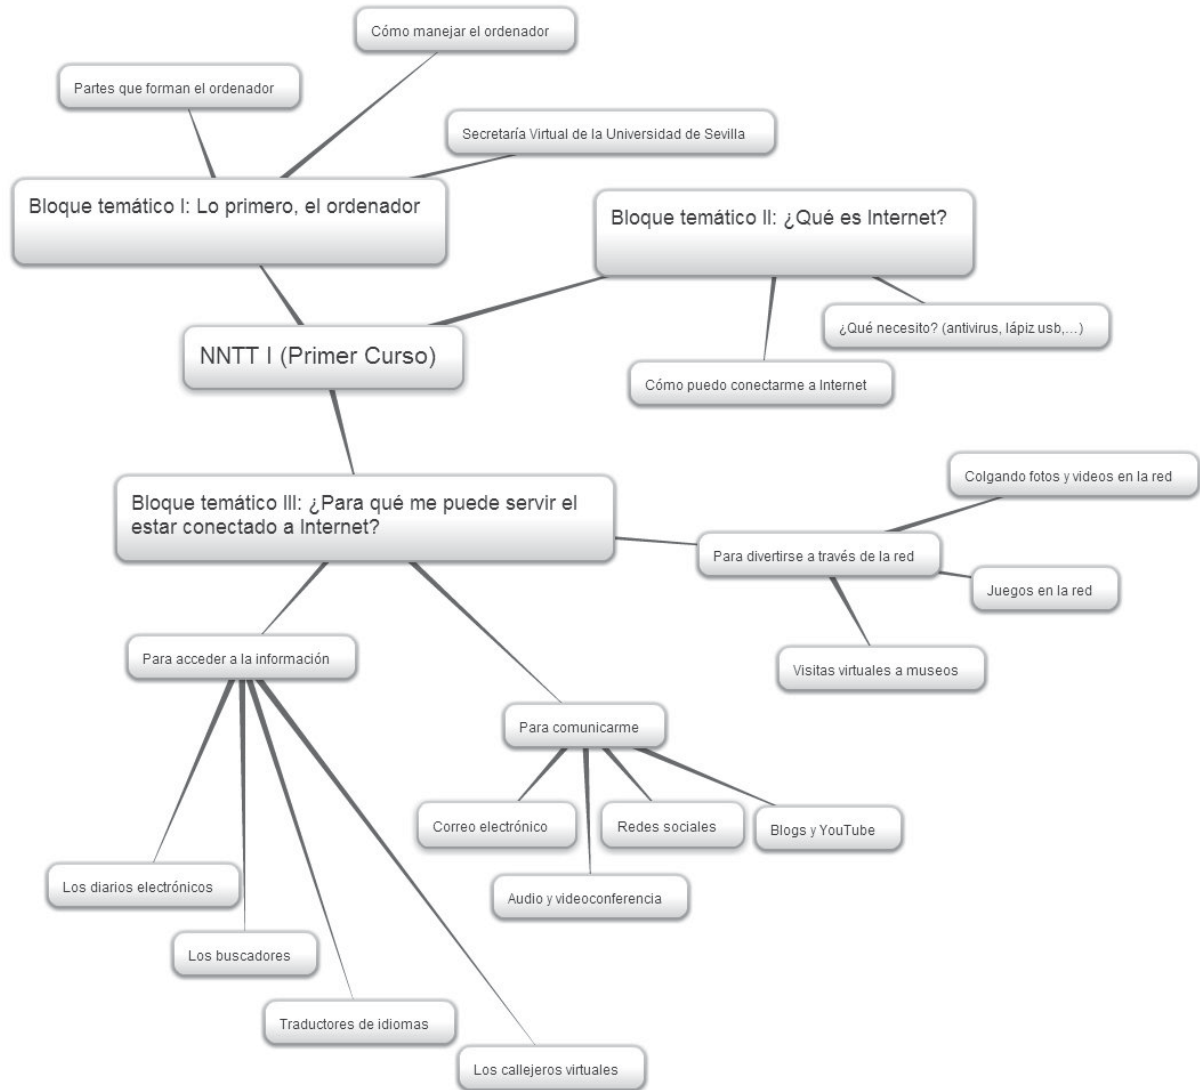 Cómo manejar el ordenador
Partes que forman el ordenador
Secretaría Virtual de la Universidad de Sevilla
Bloque temático I: Lo primero, el ordenador
Bloque temático II: ¿Qué es Internet?
¿Qué necesito? (antivirus, lápiz usb,...)
NNTT I (Primer Curso)
Cómo puedo conectarme a Internet
Bloque temático III: ¿Para qué me puede servir el
estar conectado a Internet?
Colgando fotos y videos en la red
Para divertirse a través de la red
Juegos en la red
Visitas virtuales a museos
Para acceder a la información
Para comunicarme
Correo electrónico
Redes sociales
Blogs y YouTube
Audio y videoconferencia
Los diarios electrónicos
Los buscadores
Traductores de idiomas
Los callejeros virtuales